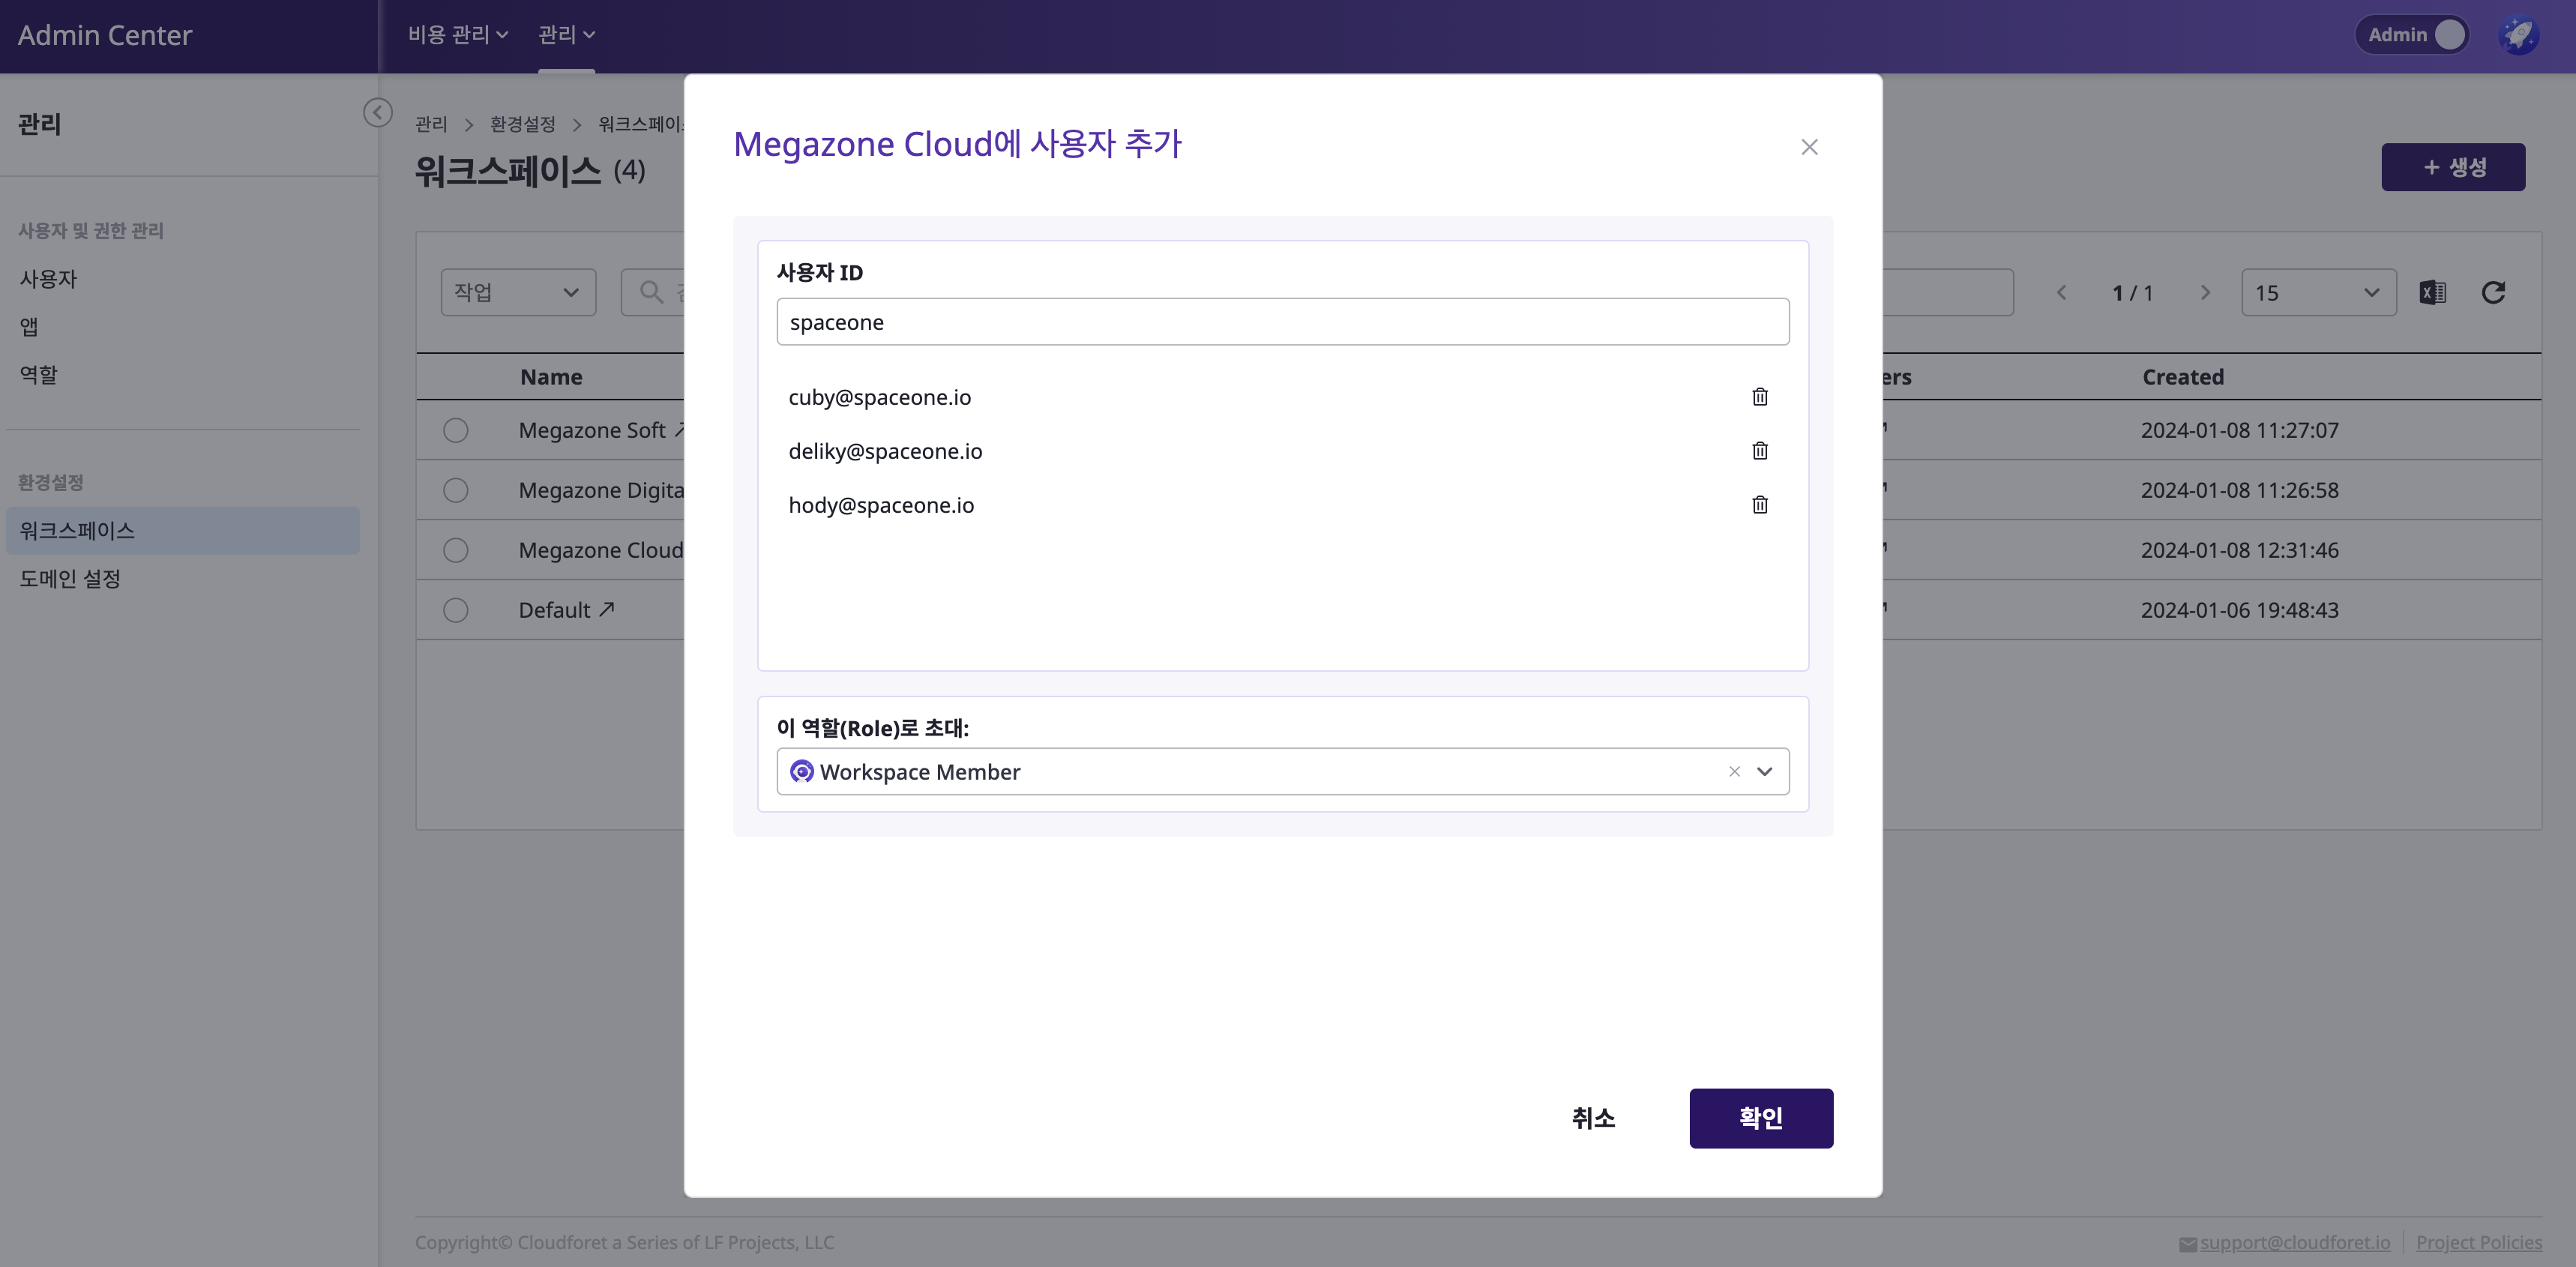 Admin Center
비용 관리
관리
Admin
관리
관리 > 환경설정 > 워크스페이
워크스페이스 (4)
+ 생성
사용자 및 권한 관리
사용자
앱
역할
환경설정
워크스페이스
도메인 설정
작업
1 / 1
15
Name
ers
Created
Megazone Soft
2024-01-08 11:27:07
Megazone Digita
2024-01-08 11:26:58
Megazone Cloud
2024-01-08 12:31:46
Default
2024-01-06 19:48:43
Megazone Cloud에 사용자 추가
사용자 ID
spaceone
cuby@spaceone.io
deliky@spaceone.io
hody@spaceone.io
이 역할(Role)로 초대:
Workspace Member
취소
확인
Copyright© Cloudforet a Series of LF Projects, LLC
support@cloudforet.io
Project Policies